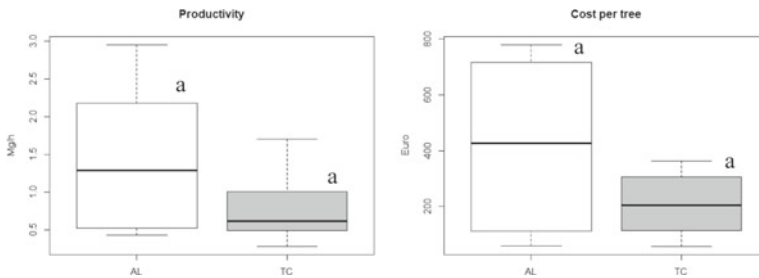 Productivity
Mg/h
3.0
2.5
2.0
1.5
1.0
0.5
a
a
AL
TC
Cost per tree
Euro
800
600
400
200
a
a
AL
TC